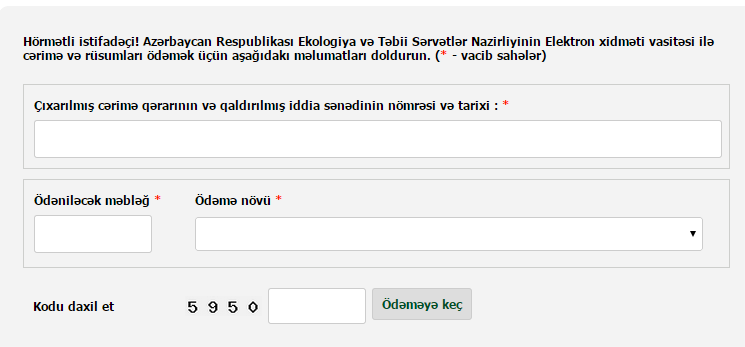 Hörmətli istifadəçi! Azərbaycan Respublikası Ekologiya və Təbii Sərvətlər Nazirliyinin Elektron xidməti vasitəsi ilə
cərimə və rüsumları ödəmək üçün aşağıdakı məlumatları doldurun. (* - vacib sahələr)
Çıxarılmış cərimə qərarının və qaldırılmış iddia sənədinin nömrəsi və tarixi : *
Ödəniləcək məbləğ * Ödəmə növü *
Kodu daxil et 5 9 5 0 Ödəməyə keç